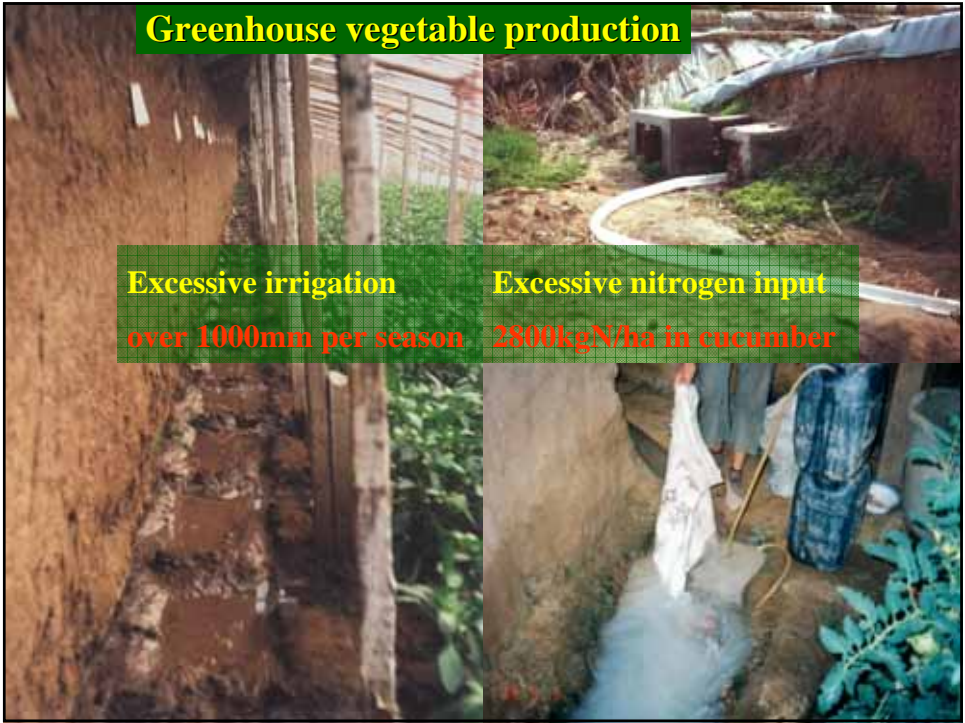 Greenhouse vegetable production
Excessive irrigation
over 1000mm per season
Excessive nitrogen input
2800kgN/ha in cucumber